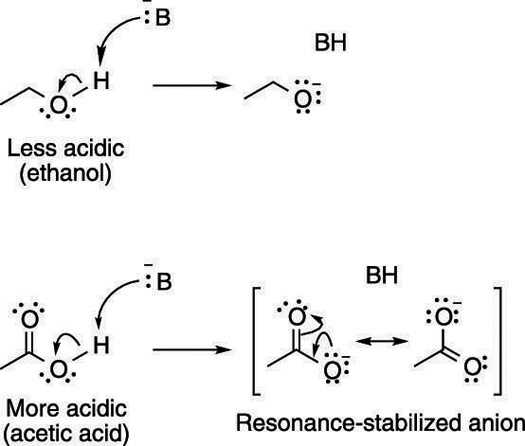 :B⁻
BH
H
O
O⁻
Less acidic
(ethanol)
:B⁻
BH
O
H
O
O
O⁻
O⁻
O
More acidic
(acetic acid)
Resonance-stabilized anion